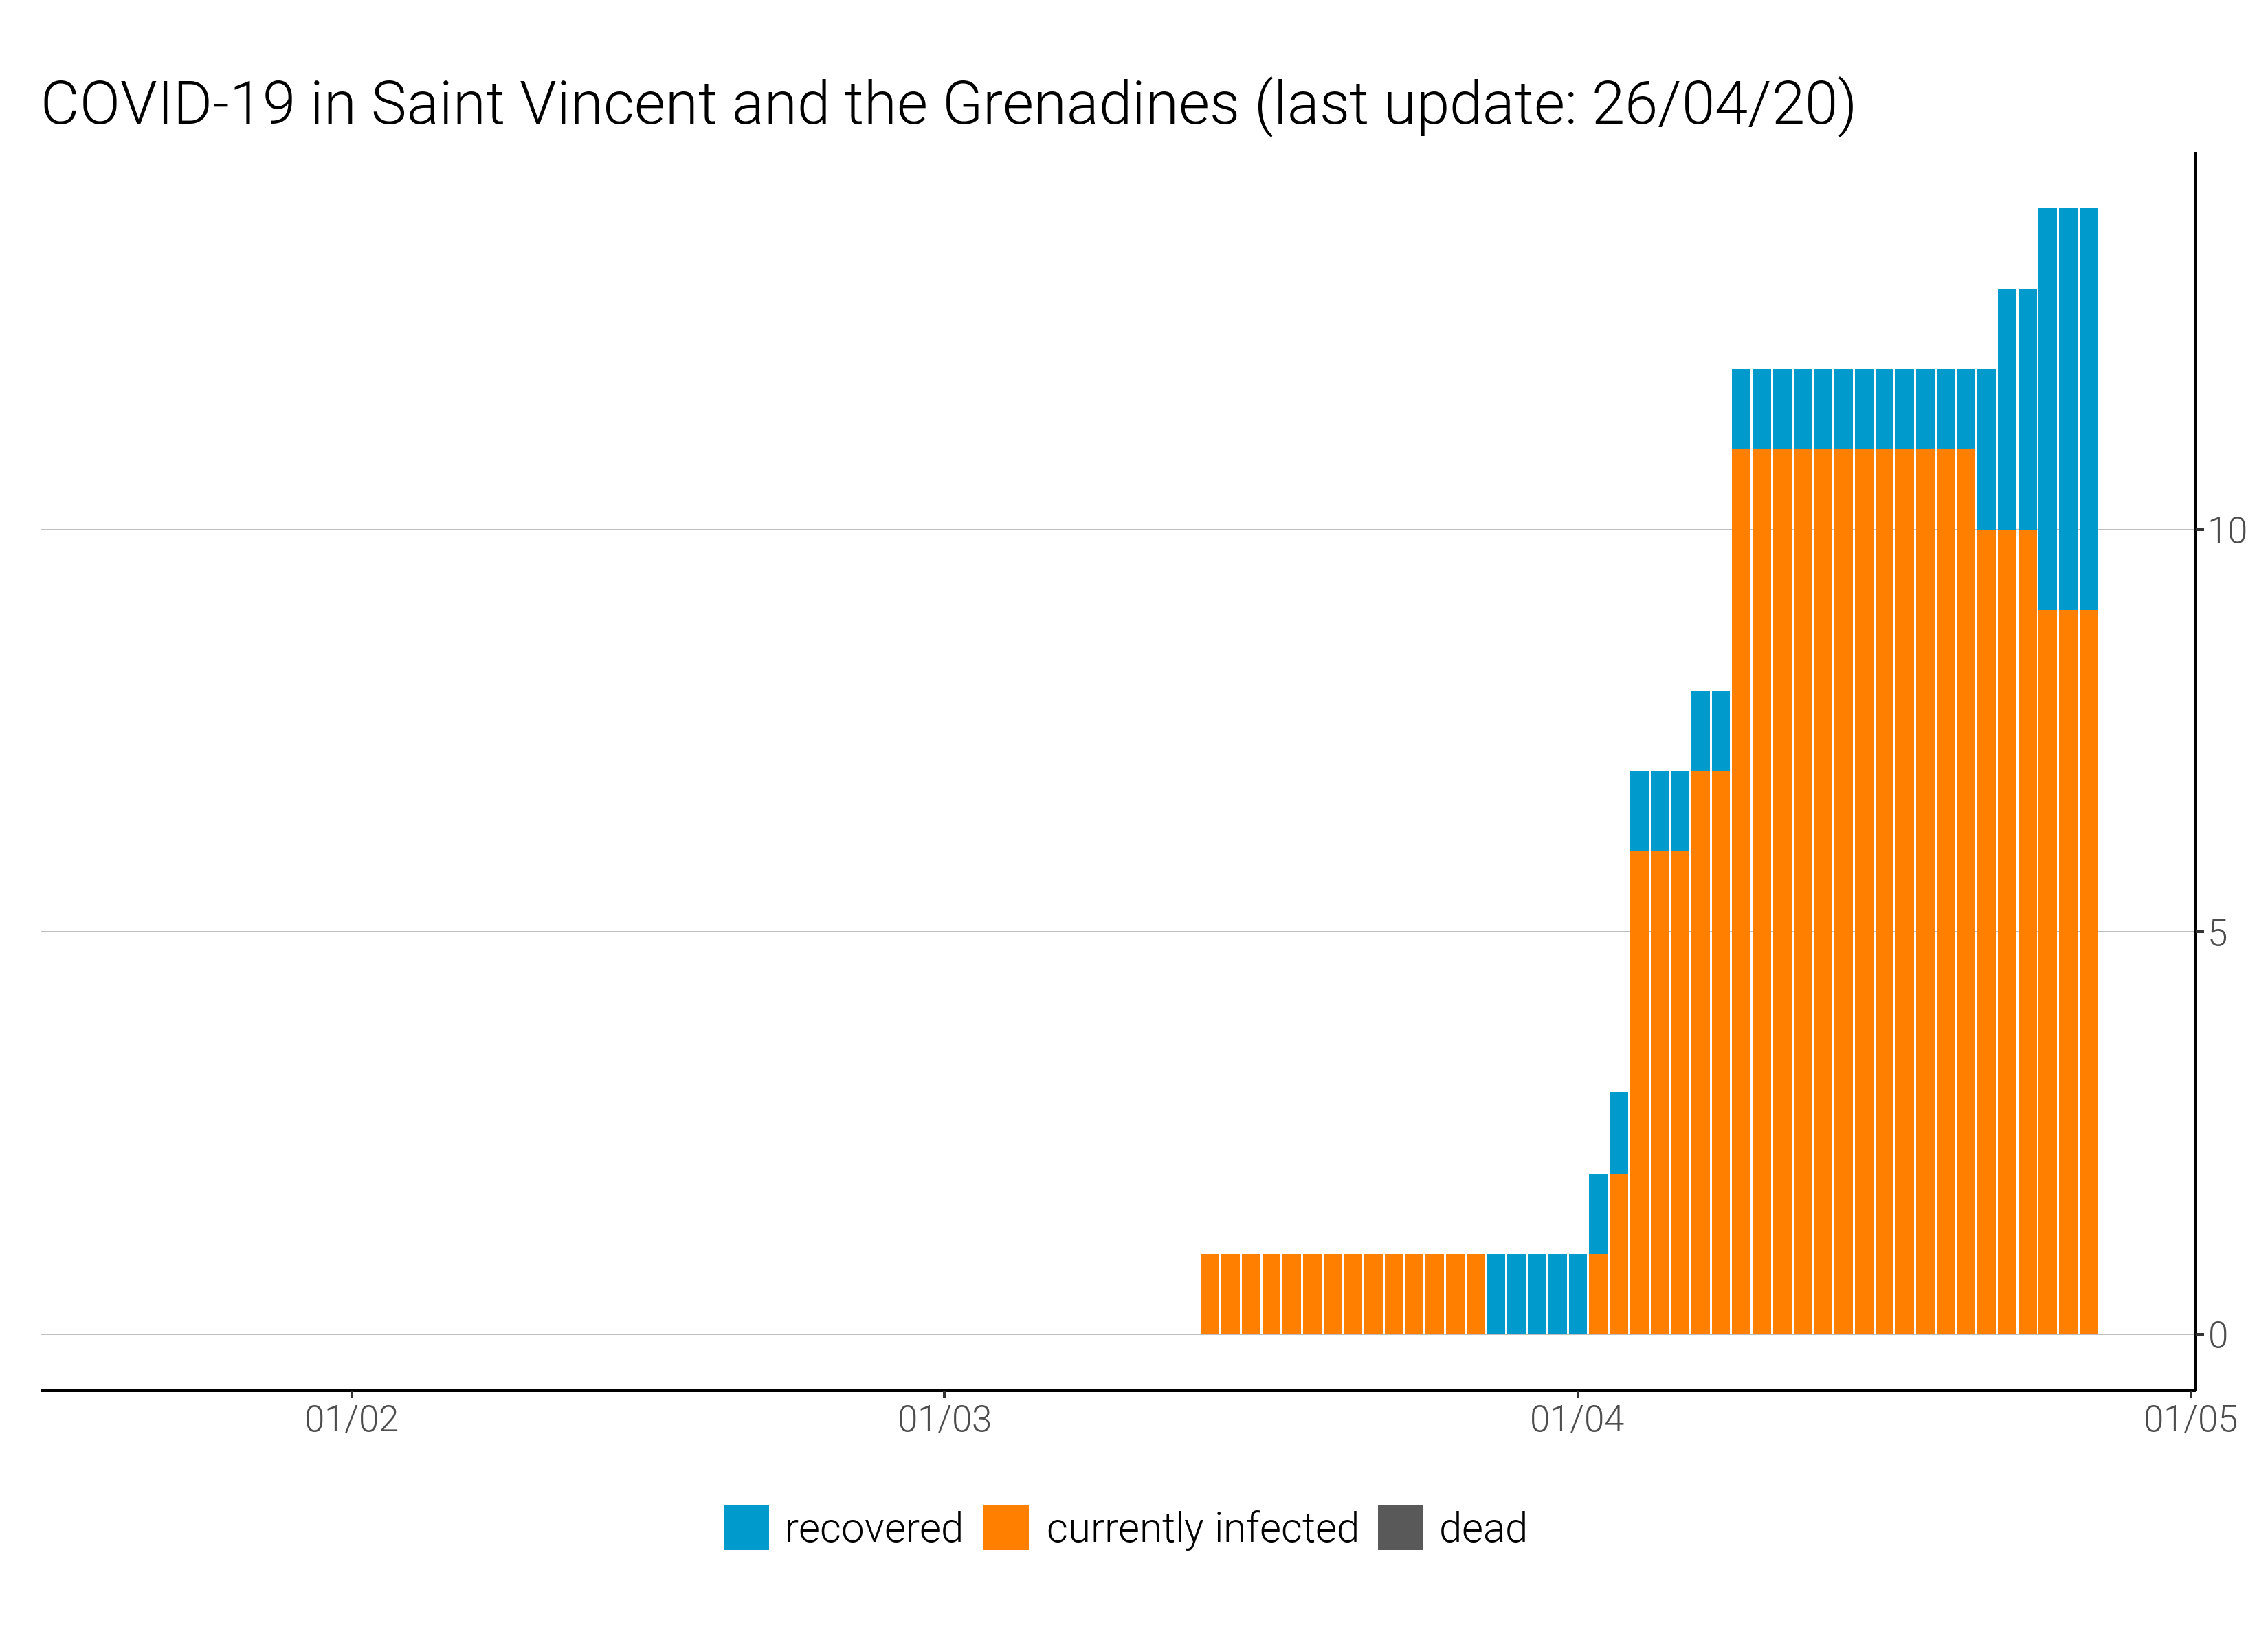 COVID-19 in Saint Vincent and the Grenadines (last update: 26/04/20)
10
5
0
01/02 01/03 01/04 01/05
recovered currently infected dead